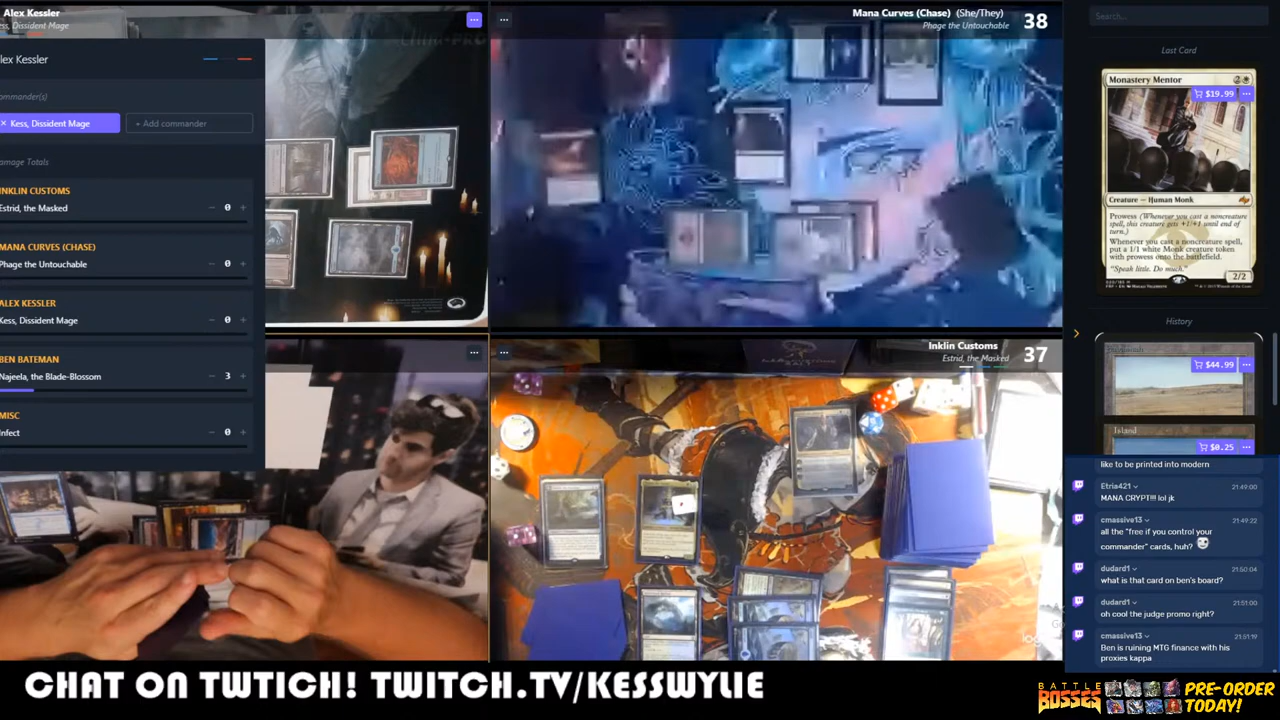 Alex Kessler
ess, Dissident Mage
lex Kessler
ommander(s)
× Kess, Dissident Mage
+ Add commander
amage Totals
INKLIN CUSTOMS
Estrid, the Masked
− 0 +
MANA CURVES (CHASE)
Phage the Untouchable
− 0 +
ALEX KESSLER
Kess, Dissident Mage
− 0 +
BEN BATEMAN
Najeela, the Blade-Blossom
− 3 +
MISC
Infect
− 0 +
Mana Curves (Chase) (She/They)
Phage the Untouchable
38
Inklin Customs
Estrid, the Masked
37
Search...
Last Card
Monastery Mentor
$19.99
Creature — Human Monk
Prowess (Whenever you cast a noncreature
spell, this creature gets +1/+1 until end
of turn.)
Whenever you cast a noncreature spell,
put a 1/1 white Monk creature token
with prowess onto the battlefield.
"Speak little. Do much."
2/2
History
$44.99
Island
$0.25
like to be printed into modern
Etria421
21:49:00
MANA CRYPT!!! lol jk
cmassive13
21:49:22
all the "free if you control your
commander" cards, huh?
dudard1
21:50:04
what is that card on ben's board?
dudard1
21:51:00
oh cool the judge promo right?
cmassive13
21:51:19
Ben is ruining MTG finance with his
proxies kappa
CHAT ON TWTICH! TWITCH.TV/KESSWYLIE
BATTLE
BOSSES
PRE-ORDER
TODAY!